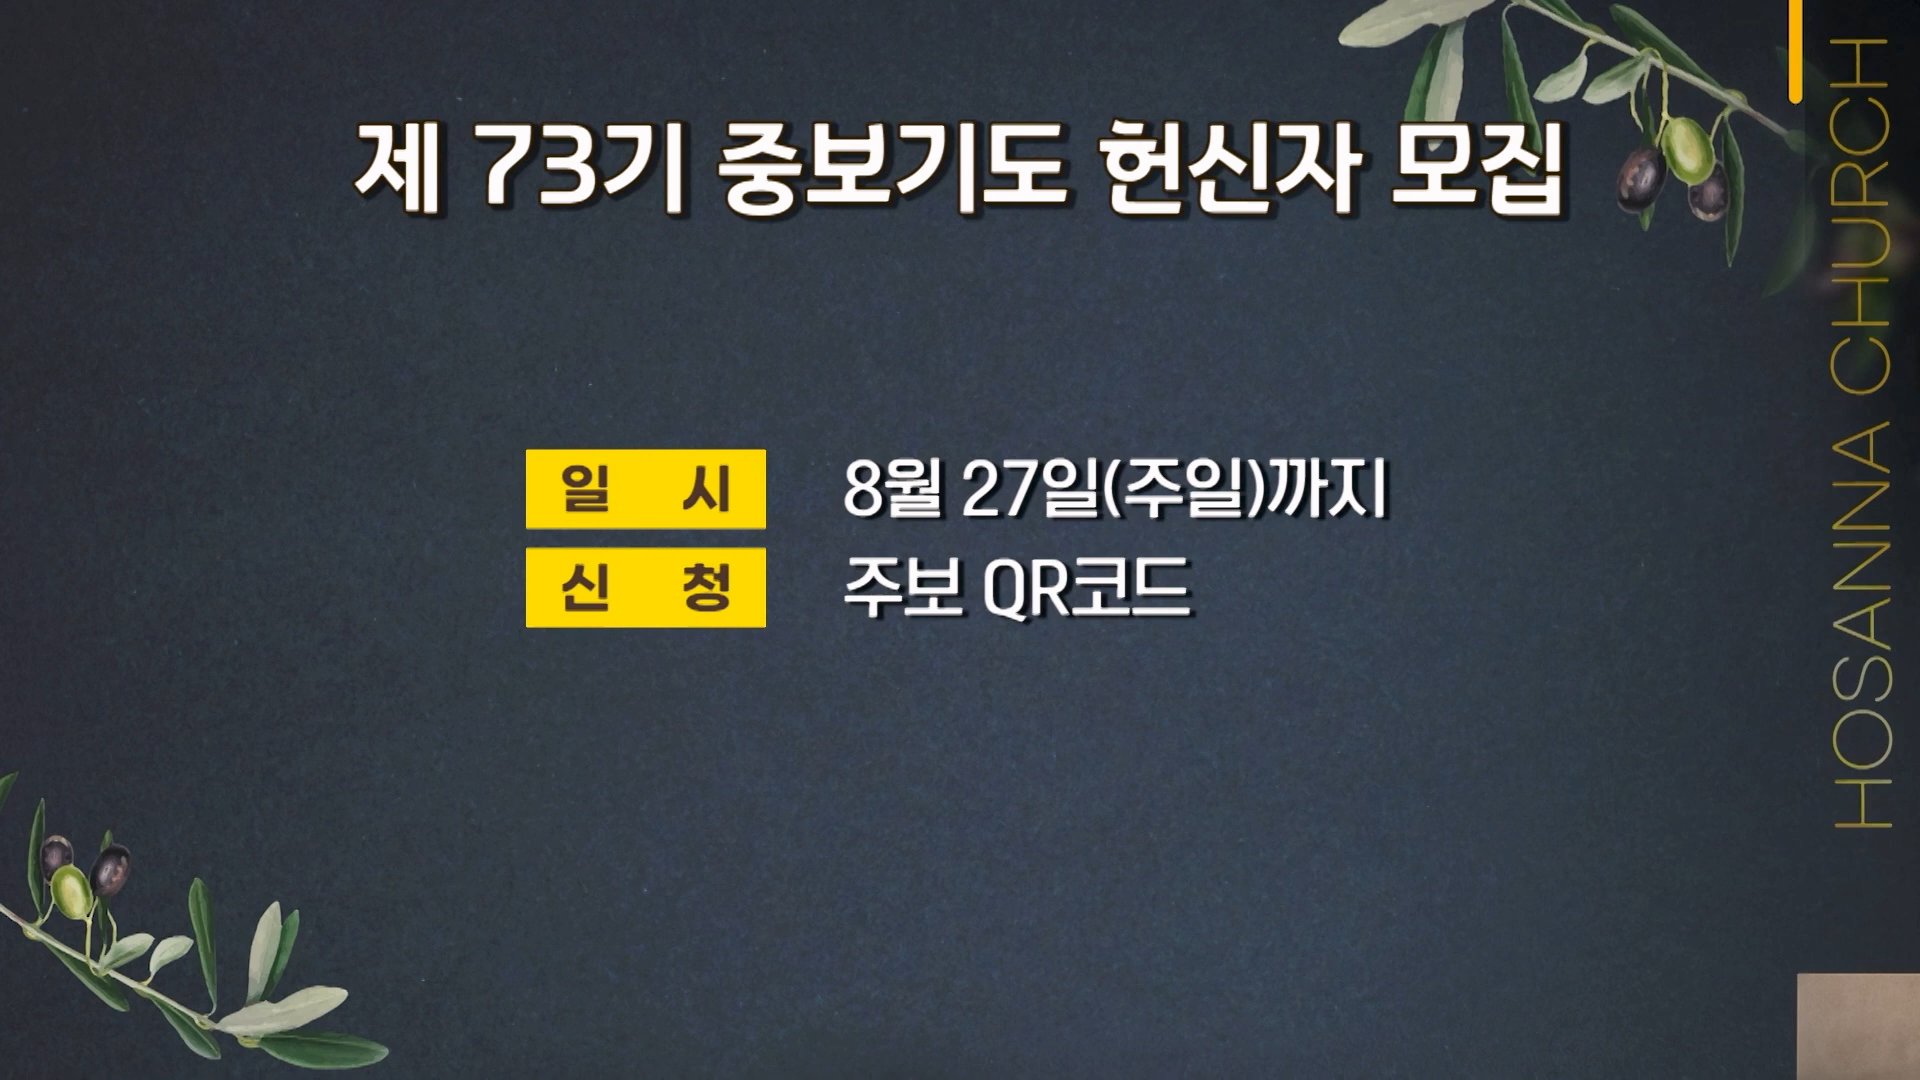 제 73기 중보기도 헌신자 모집
일 시 8월 27일(주일)까지
신 청 주보 QR코드
HOSANNA CHURCH